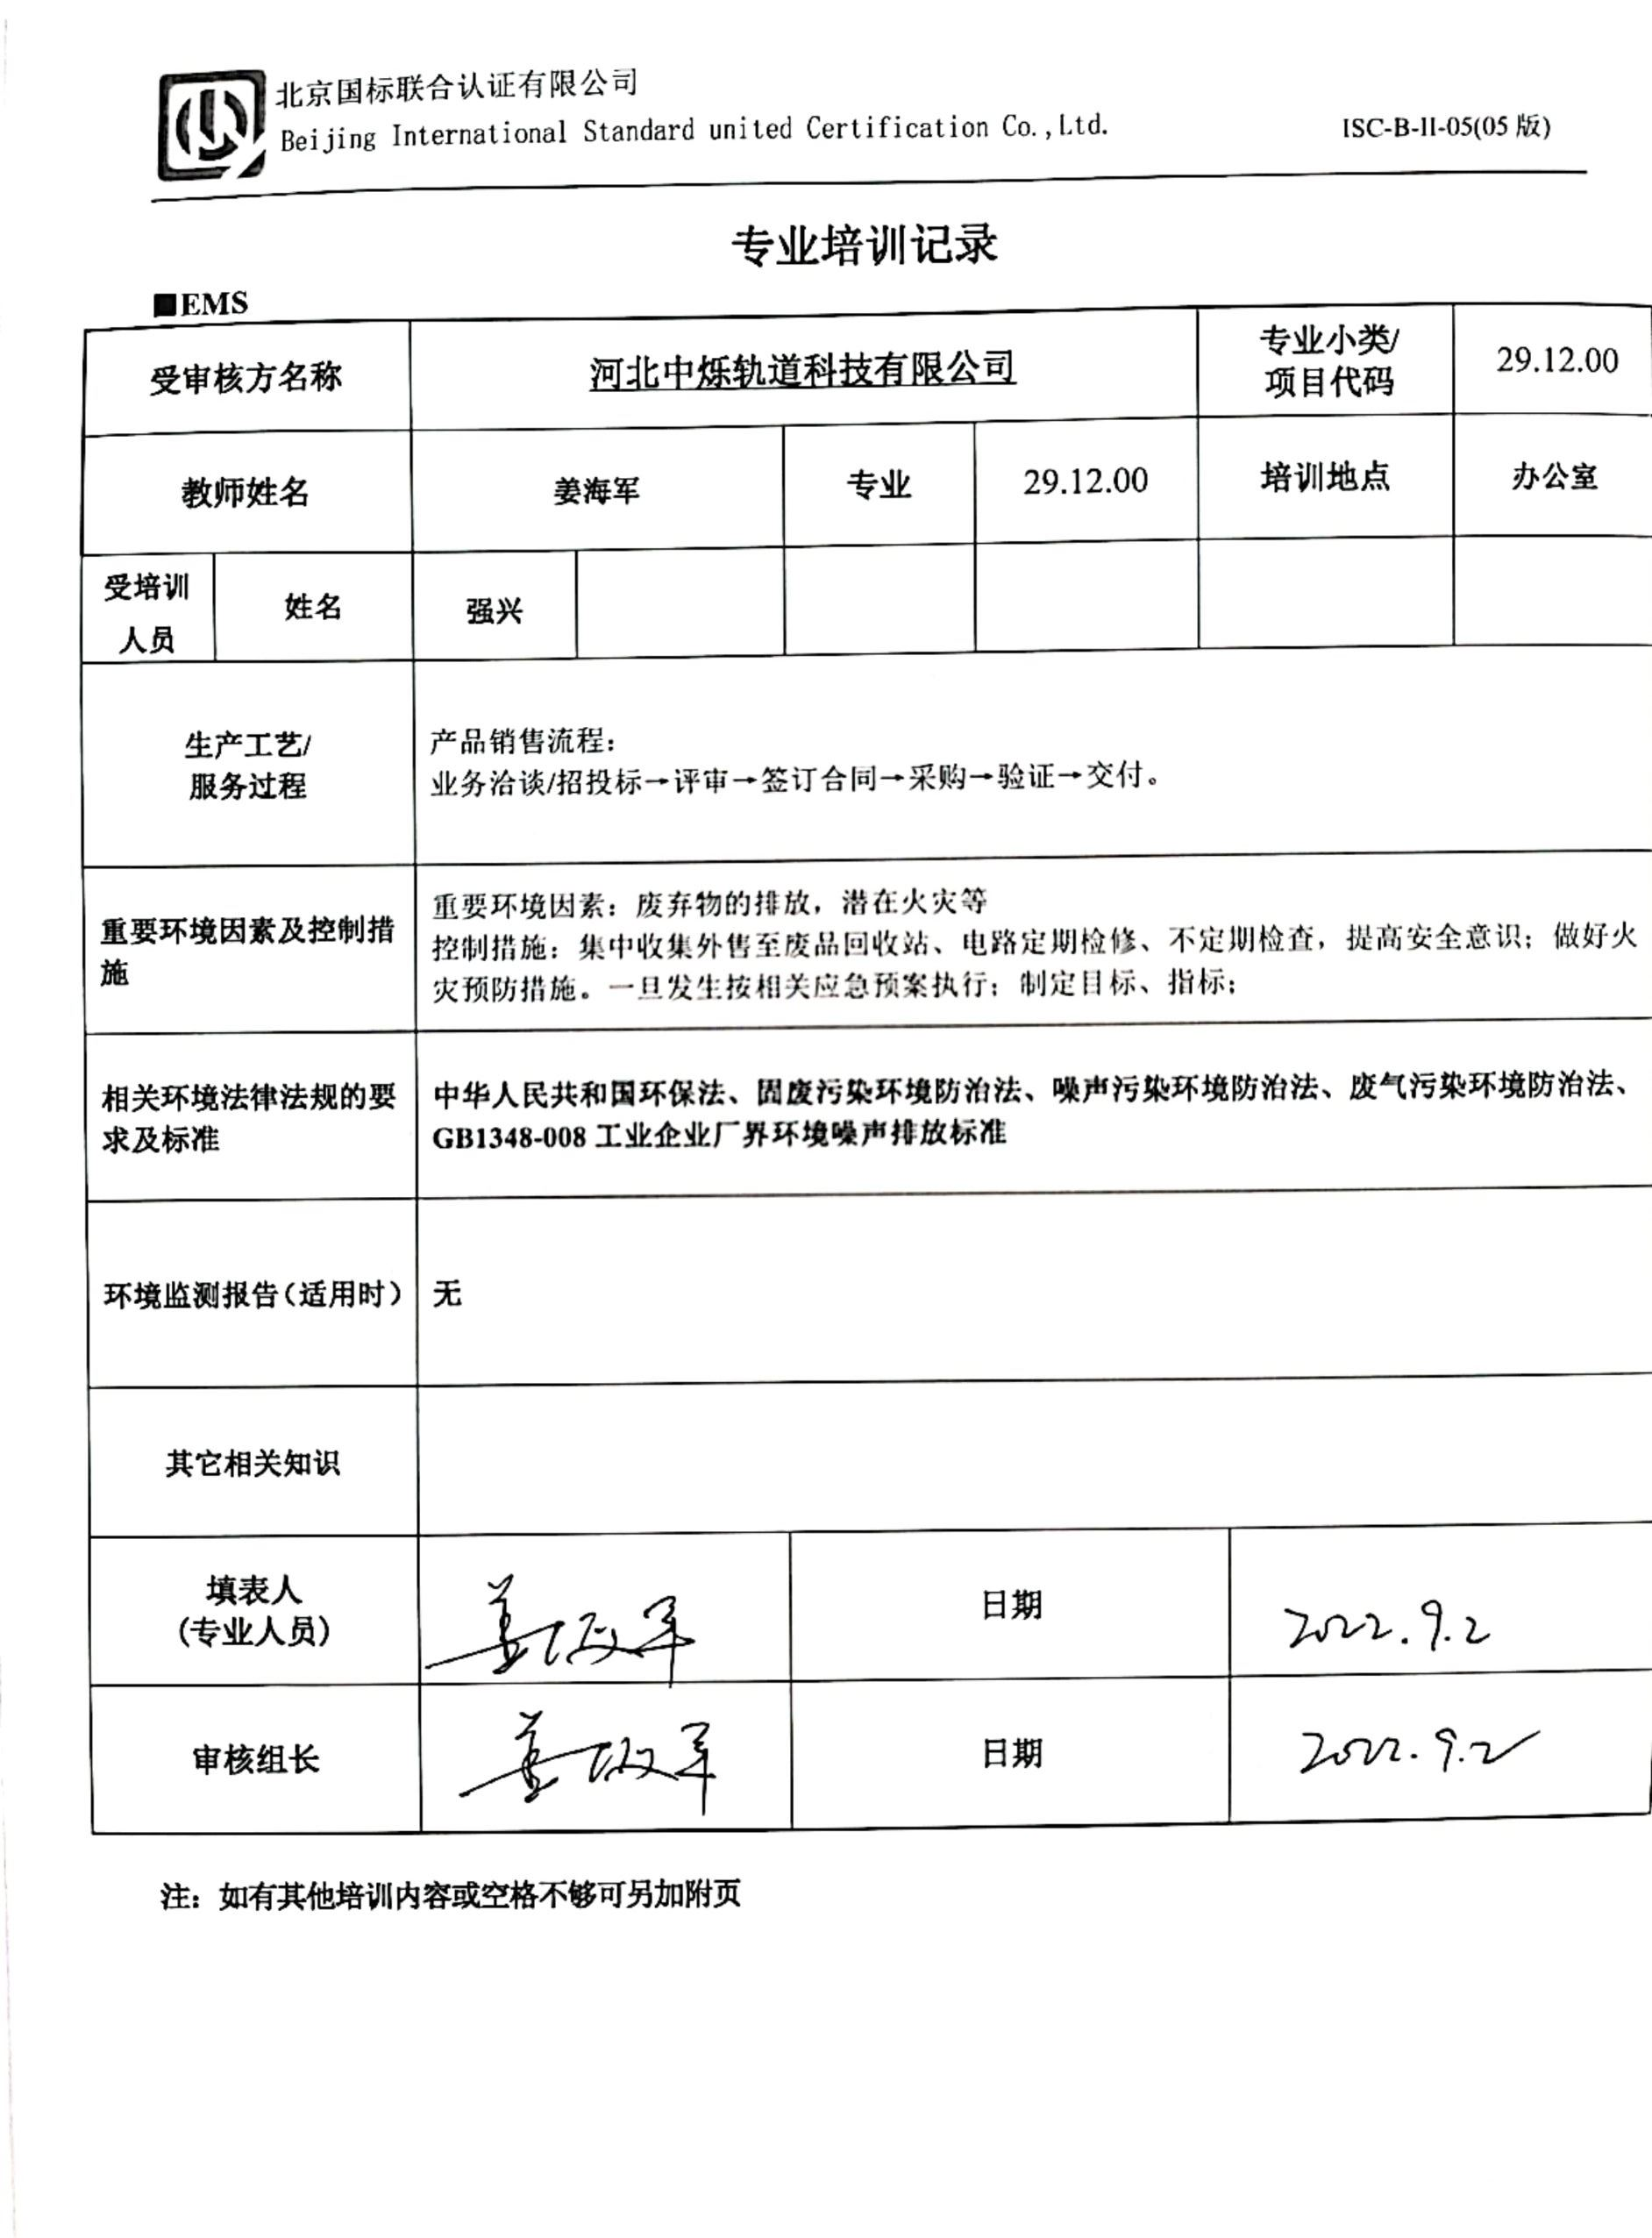 北京国标联合认证有限公司
Beijing International Standard united Certification Co.,Ltd.
ISC-B-II-05(05 版)
专业培训记录
■EMS
受审核方名称
河北中烁轨道科技有限公司
专业小类/
项目代码
29.12.00
教师姓名
姜海军
专业
29.12.00
培训地点
办公室
受培训
人员
姓名
强兴
生产工艺/
服务过程
产品销售流程：
业务洽谈/招投标→评审→签订合同→采购→验证→交付。
重要环境因素及控制措
施
重要环境因素：废弃物的排放，潜在火灾等
控制措施：集中收集外售至废品回收站、电路定期检修、不定期检查，提高安全意识；做好火
灾预防措施。一旦发生按相关应急预案执行；制定目标、指标；
相关环境法律法规的要
求及标准
中华人民共和国环保法、固废污染环境防治法、噪声污染环境防治法、废气污染环境防治法、
GB1348-008 工业企业厂界环境噪声排放标准
环境监测报告（适用时）
无
其它相关知识
填表人
（专业人员）
姜海军
日期
2022.9.2
审核组长
姜海军
日期
2022.9.2
注：如有其他培训内容或空格不够可另加附页